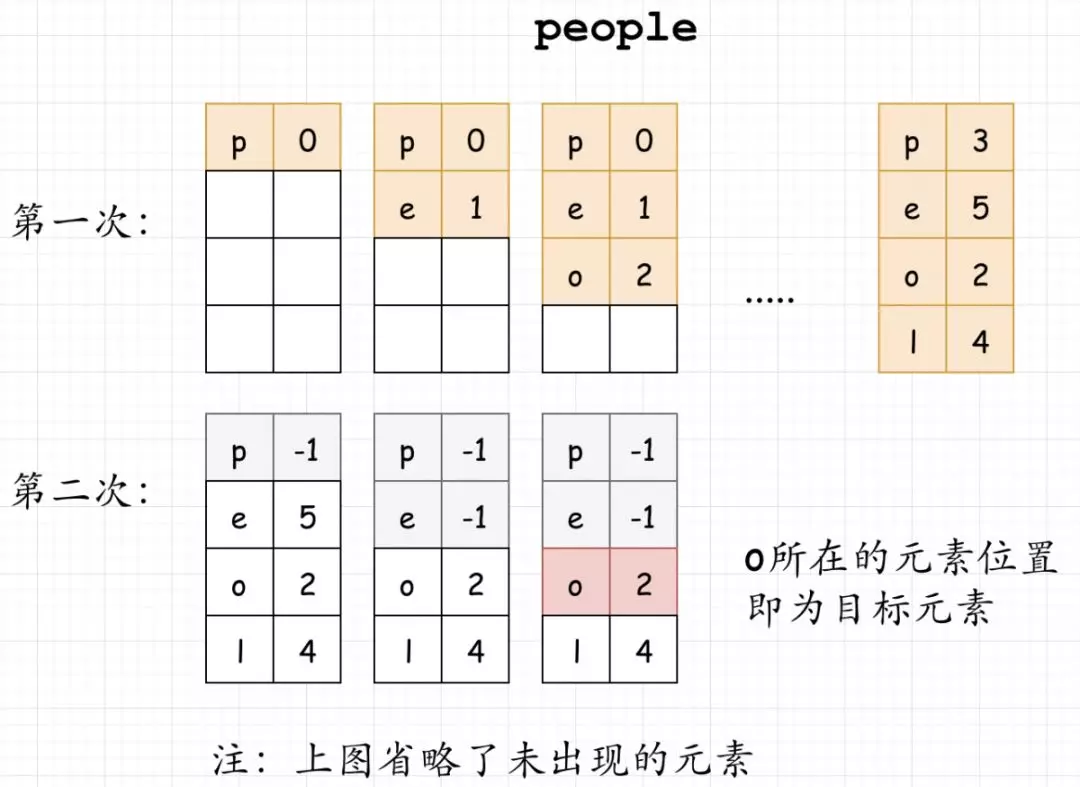 people
第一次：
p 0 p 0 p 0 p 3
e 1 e 1 e 5
o 2 ..... o 2
l 4
第二次：
p -1 p -1 p -1
e 5 e -1 e -1
o 2 o 2 o 2
l 4 l 4 l 4
o所在的元素位置
即为目标元素
注：上图省略了未出现的元素